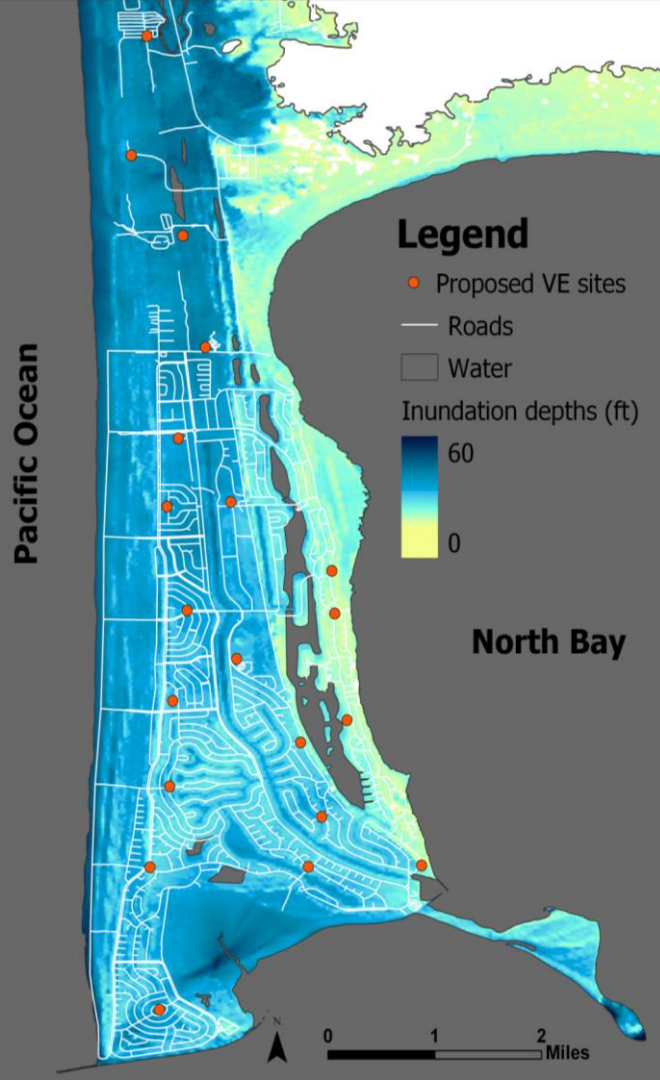 Legend
Proposed VE sites
Roads
Water
Inundation depths (ft)
60
0
Pacific Ocean
North Bay
N
0 1 2
Miles